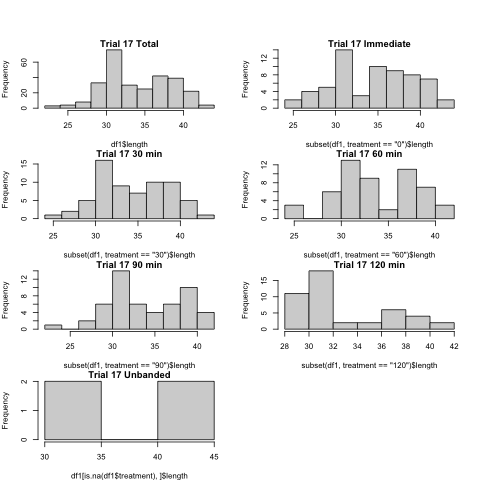 Trial 17 Total
Frequency
20
60
25 30 35 40
df1$length
Trial 17 Immediate
Frequency
0 4 8 14
25 30 35 40
subset(df1, treatment == "0")$length
Trial 17 30 min
Frequency
0 5 10 15
25 30 35 40
subset(df1, treatment == "30")$length
Trial 17 60 min
Frequency
0 4 8 12
25 30 35 40
subset(df1, treatment == "60")$length
Trial 17 90 min
Frequency
0 4 8 12
25 30 35 40
subset(df1, treatment == "90")$length
Trial 17 120 min
Frequency
0 5 15
28 30 32 34 36 38 40 42
subset(df1, treatment == "120")$length
Trial 17 Unbanded
Frequency
0 1 2
30 35 40 45
df1[is.na(df1$treatment), ]$length